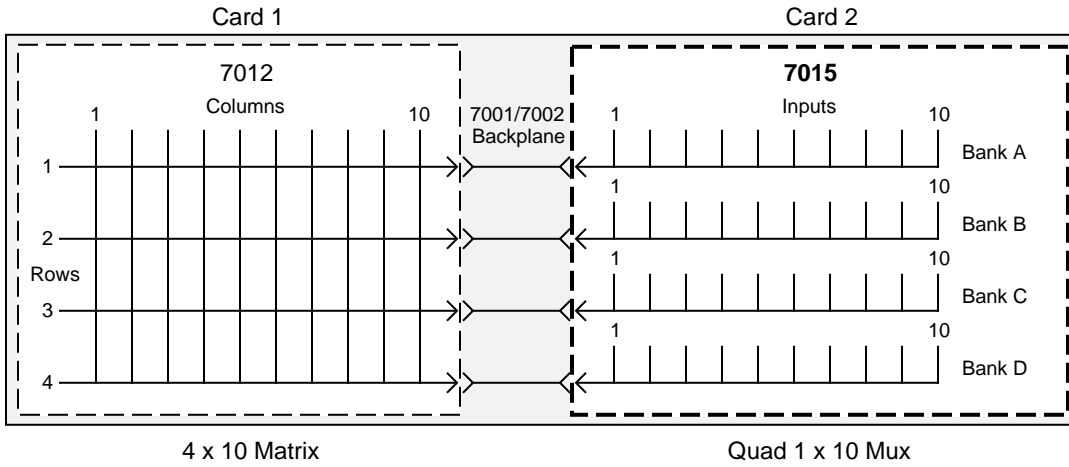 Card 1
Card 2
7012
Columns
1
10
7001/7002
Backplane
7015
Inputs
1
10
1
Bank A
1
10
2
Bank B
Rows
1
10
3
Bank C
1
10
4
Bank D
4 x 10 Matrix
Quad 1 x 10 Mux